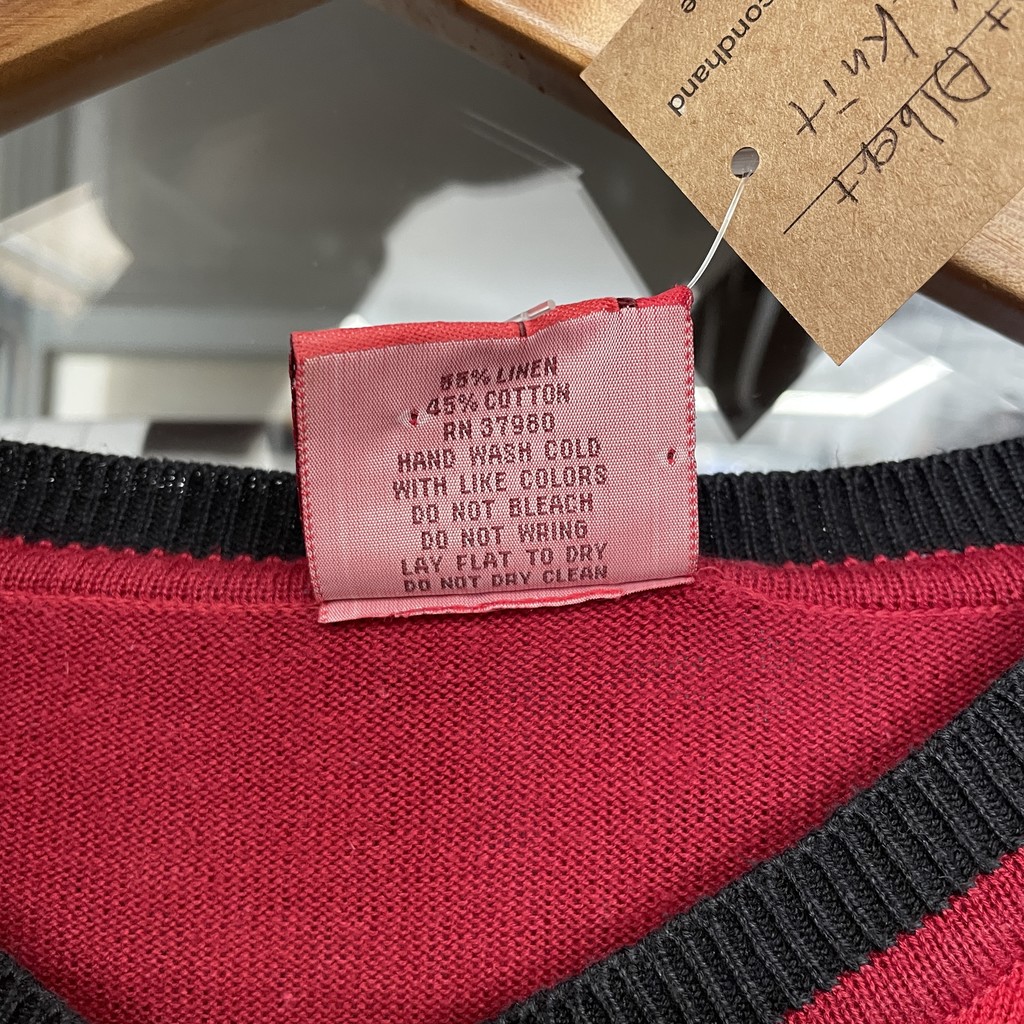 55% LINEN
45% COTTON
RN 37980
HAND WASH COLD
WITH LIKE COLORS
DO NOT BLEACH
DO NOT WRING
LAY FLAT TO DRY
DO NOT DRY CLEAN
Knit